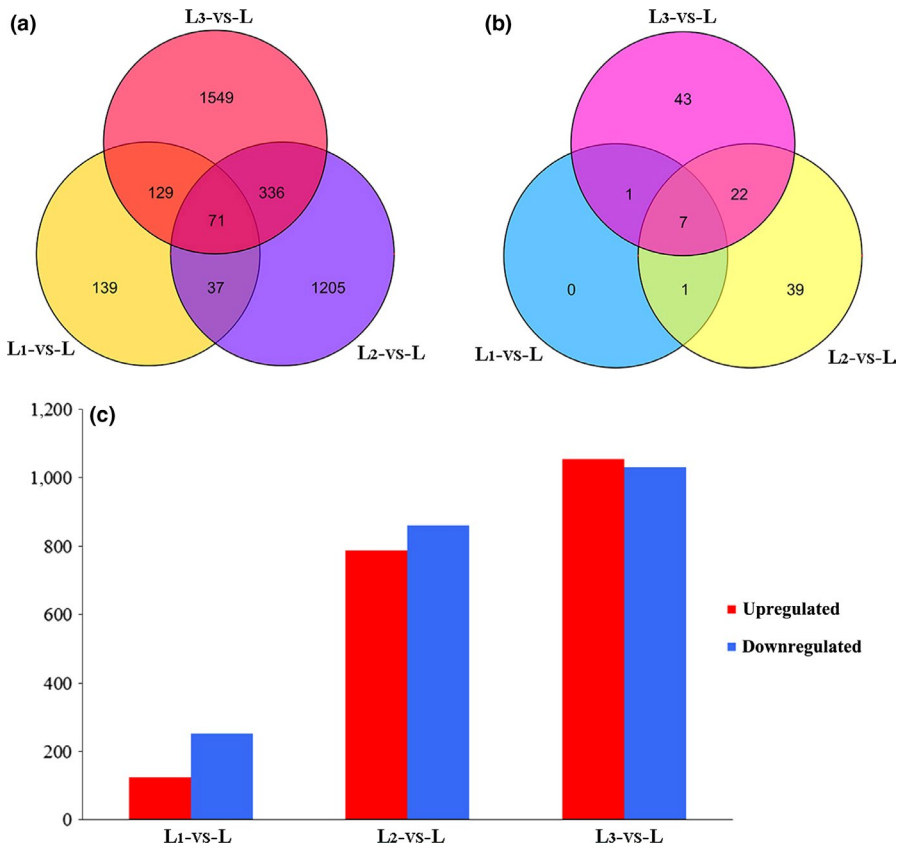 (a)
L3-vs-L
1549
129
336
71
139
37
1205
L1-vs-L
L2-vs-L
(b)
L3-vs-L
43
1
22
7
0
1
39
L1-vs-L
L2-vs-L
(c)
1,200
1,000
800
600
400
200
0
L1-vs-L
L2-vs-L
L3-vs-L
Upregulated
Downregulated